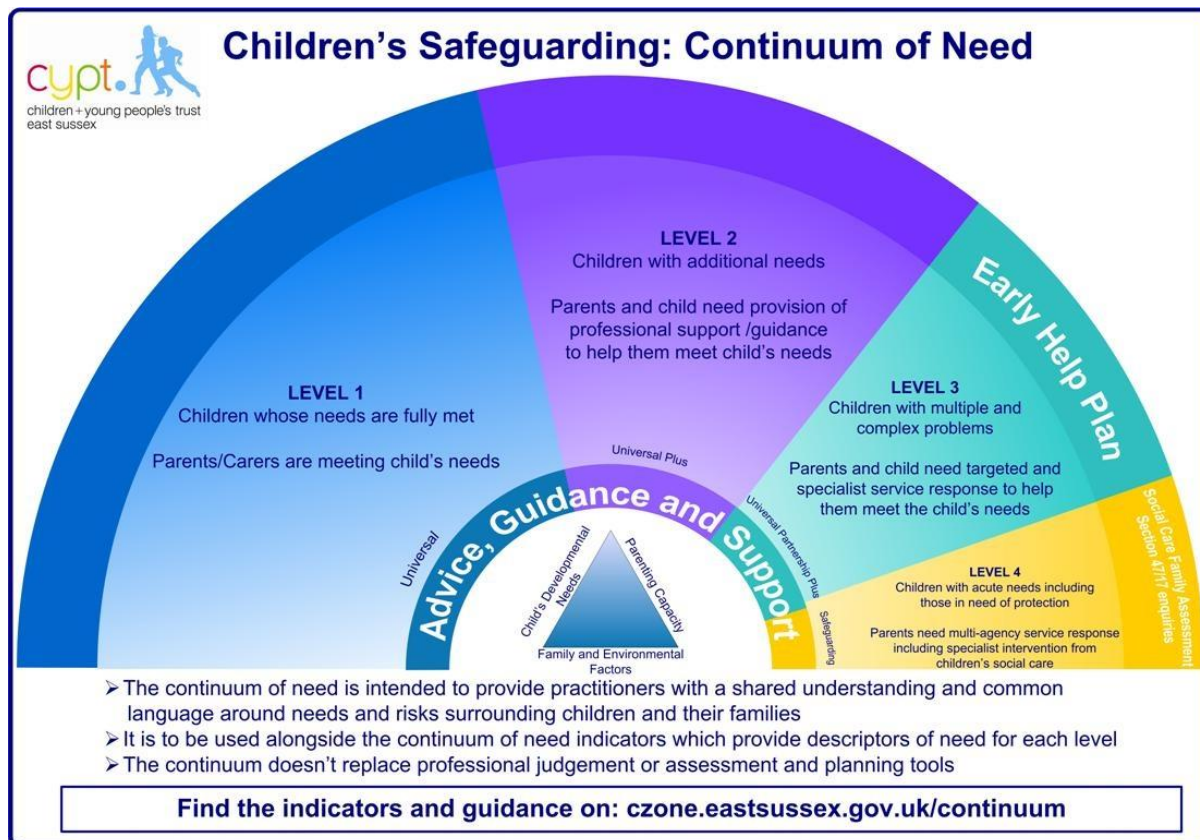 Children's Safeguarding: Continuum of Need
cypt.
children + young people's trust
east sussex
LEVEL 1
Children whose needs are fully met
Parents/Carers are meeting child's needs
LEVEL 2
Children with additional needs
Parents and child need provision of
professional support /guidance
to help them meet child's needs
Early Help Plan
LEVEL 3
Children with multiple and
complex problems
Parents and child need targeted and
specialist service response to help
them meet the child's needs
Social Care Family Assessment
Section 47/17 enquiries
LEVEL 4
Children with acute needs including
those in need of protection
Parents need multi-agency service response
including specialist intervention from
children's social care
Universal
Universal Plus
Universal Partnership Plus
Safeguarding
Advice, Guidance and Support
Child's Developmental
Needs
Parenting Capacity
Family and Environmental
Factors
➢ The continuum of need is intended to provide practitioners with a shared understanding and common
language around needs and risks surrounding children and their families
➢ It is to be used alongside the continuum of need indicators which provide descriptors of need for each level
➢ The continuum doesn't replace professional judgement or assessment and planning tools
Find the indicators and guidance on: czone.eastsussex.gov.uk/continuum